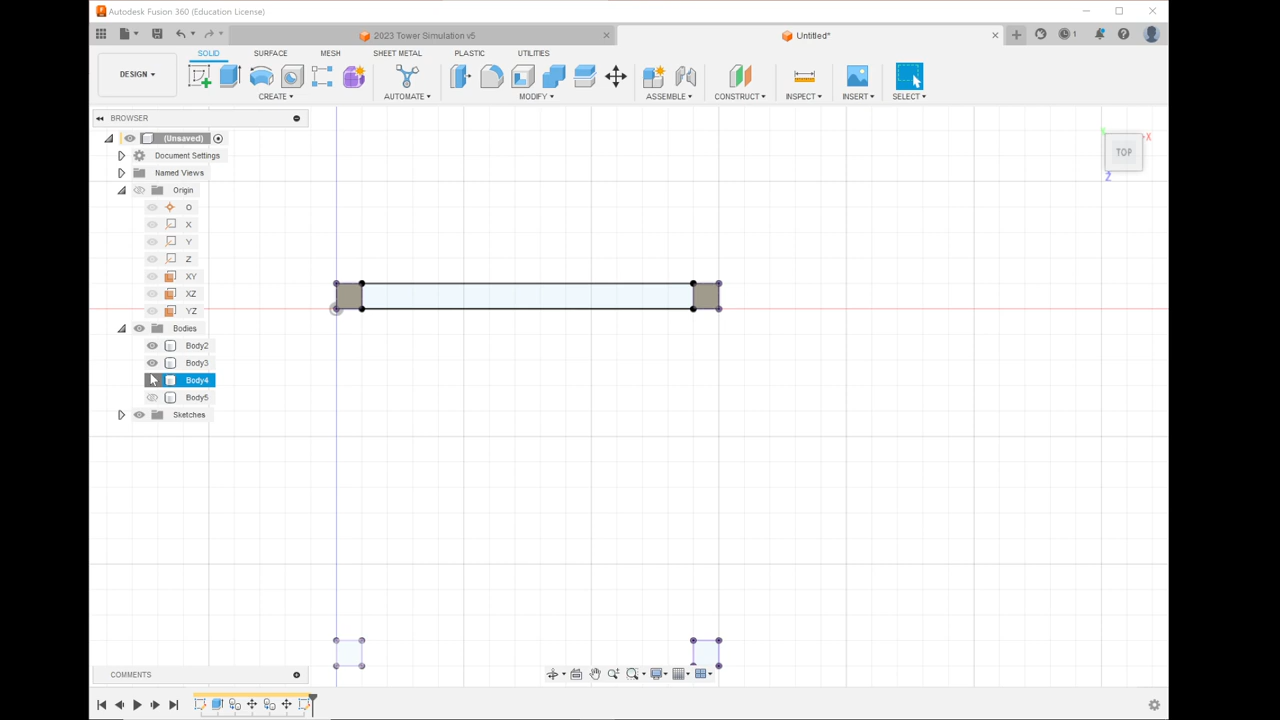 Autodesk Fusion 360 (Education License)
2023 Tower Simulation v5
Untitled*
1
SOLID SURFACE MESH SHEET METAL PLASTIC UTILITIES
DESIGN
CREATE AUTOMATE MODIFY ASSEMBLE CONSTRUCT INSPECT INSERT SELECT
BROWSER
(Unsaved)
Document Settings
Named Views
Origin
O
X
Y
Z
XY
XZ
YZ
Bodies
Body2
Body3
Body4
Body5
Sketches
TOP
X
Y
Z
COMMENTS